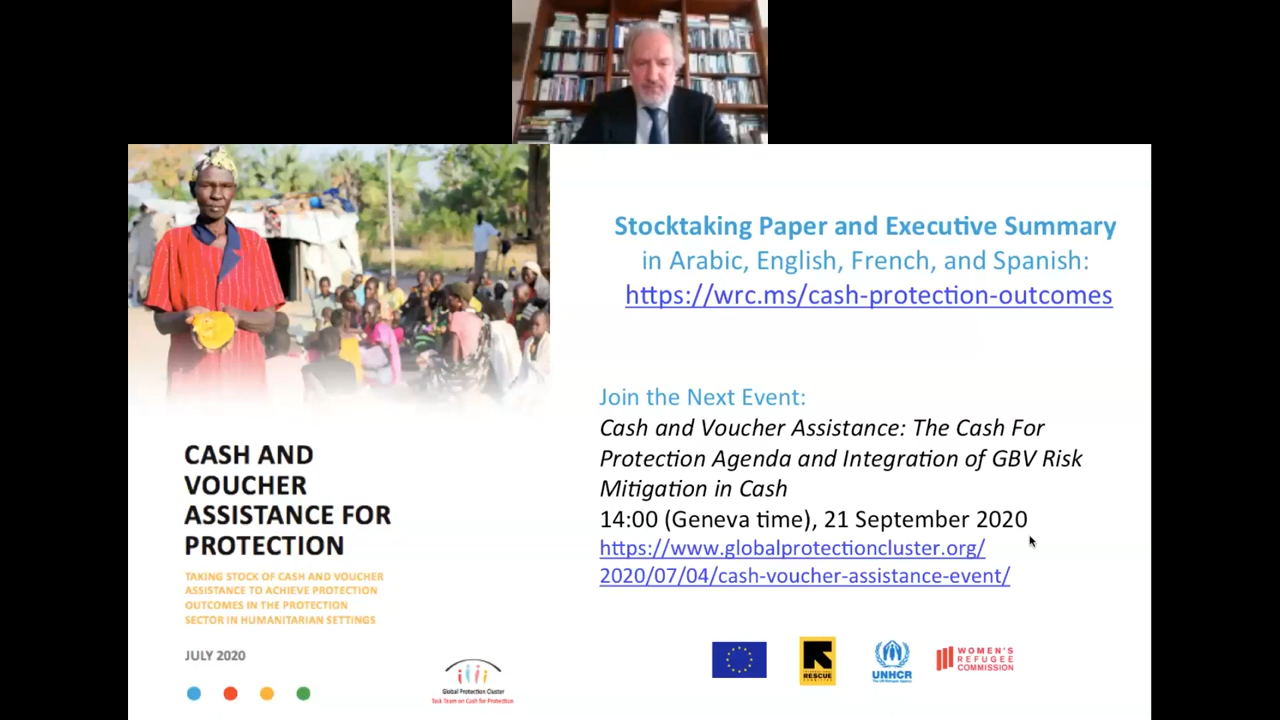 Stocktaking Paper and Executive Summary
in Arabic, English, French, and Spanish:
https://wrc.ms/cash-protection-outcomes
Join the Next Event:
Cash and Voucher Assistance: The Cash For
Protection Agenda and Integration of GBV Risk
Mitigation in Cash
14:00 (Geneva time), 21 September 2020
https://www.globalprotectioncluster.org/
2020/07/04/cash-voucher-assistance-event/
CASH AND
VOUCHER
ASSISTANCE FOR
PROTECTION
TAKING STOCK OF CASH AND VOUCHER
ASSISTANCE TO ACHIEVE PROTECTION
OUTCOMES IN THE PROTECTION
SECTOR IN HUMANITARIAN SETTINGS
JULY 2020
Global Protection Cluster
Task Team on Cash for Protection
RESCUE
UNHCR
The UN Refugee Agency
WOMEN'S
REFUGEE
COMMISSION